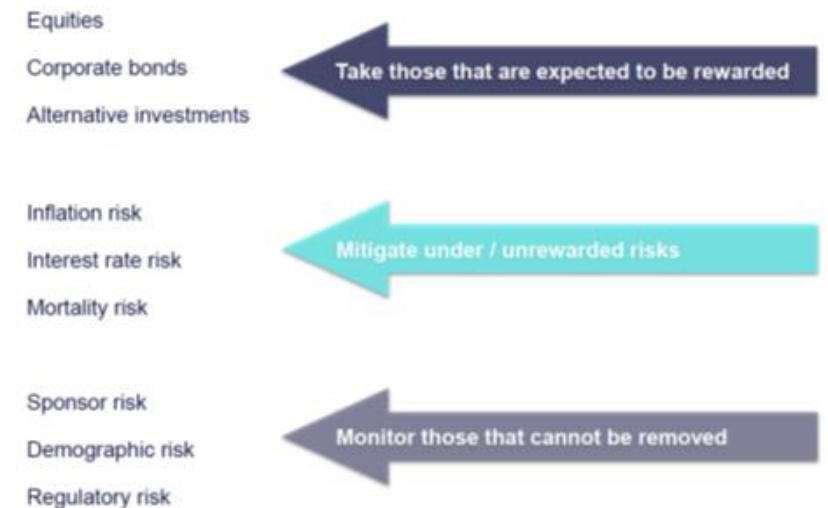 Equities
Corporate bonds
Take those that are expected to be rewarded
Alternative investments
Inflation risk
Interest rate risk
Mitigate under / unrewarded risks
Mortality risk
Sponsor risk
Demographic risk
Monitor those that cannot be removed
Regulatory risk